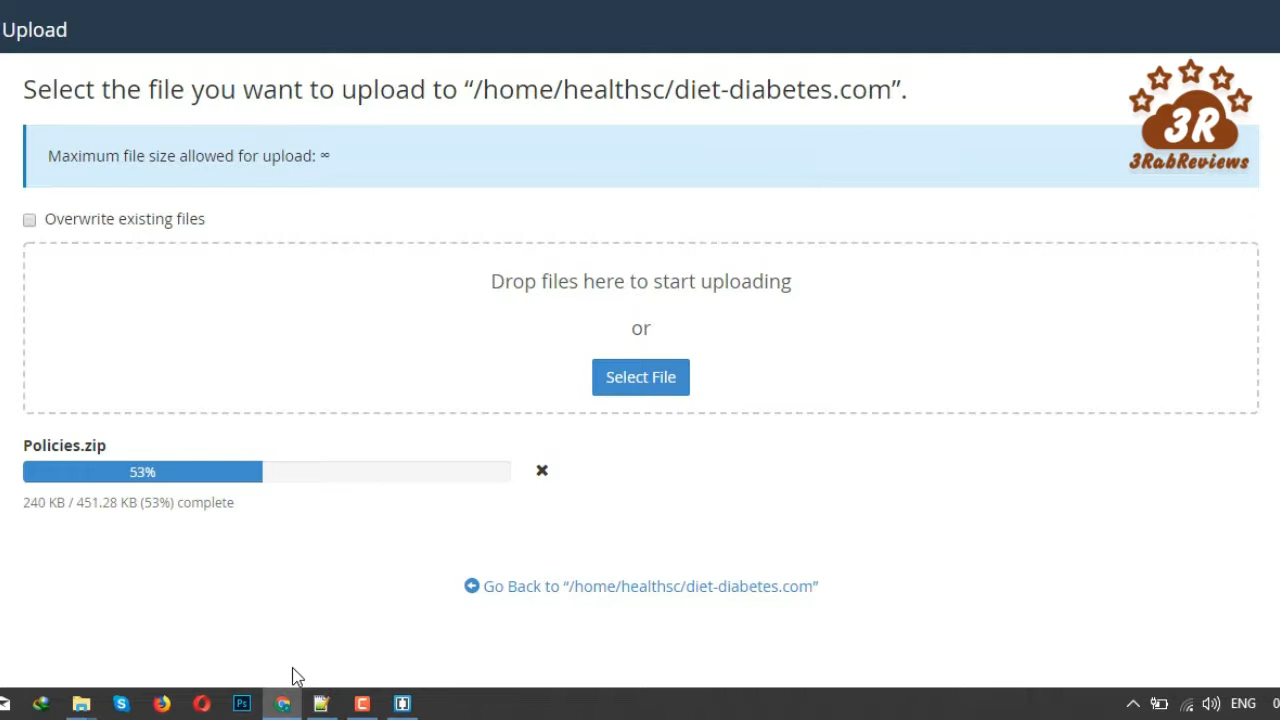 Upload
Select the file you want to upload to “/home/healthsc/diet-diabetes.com”.
3R
3RabReviews
Maximum file size allowed for upload: ∞
Overwrite existing files
Drop files here to start uploading
or
Select File
Policies.zip
53%
240 KB / 451.28 KB (53%) complete
Go Back to “/home/healthsc/diet-diabetes.com”
Ps
ENG